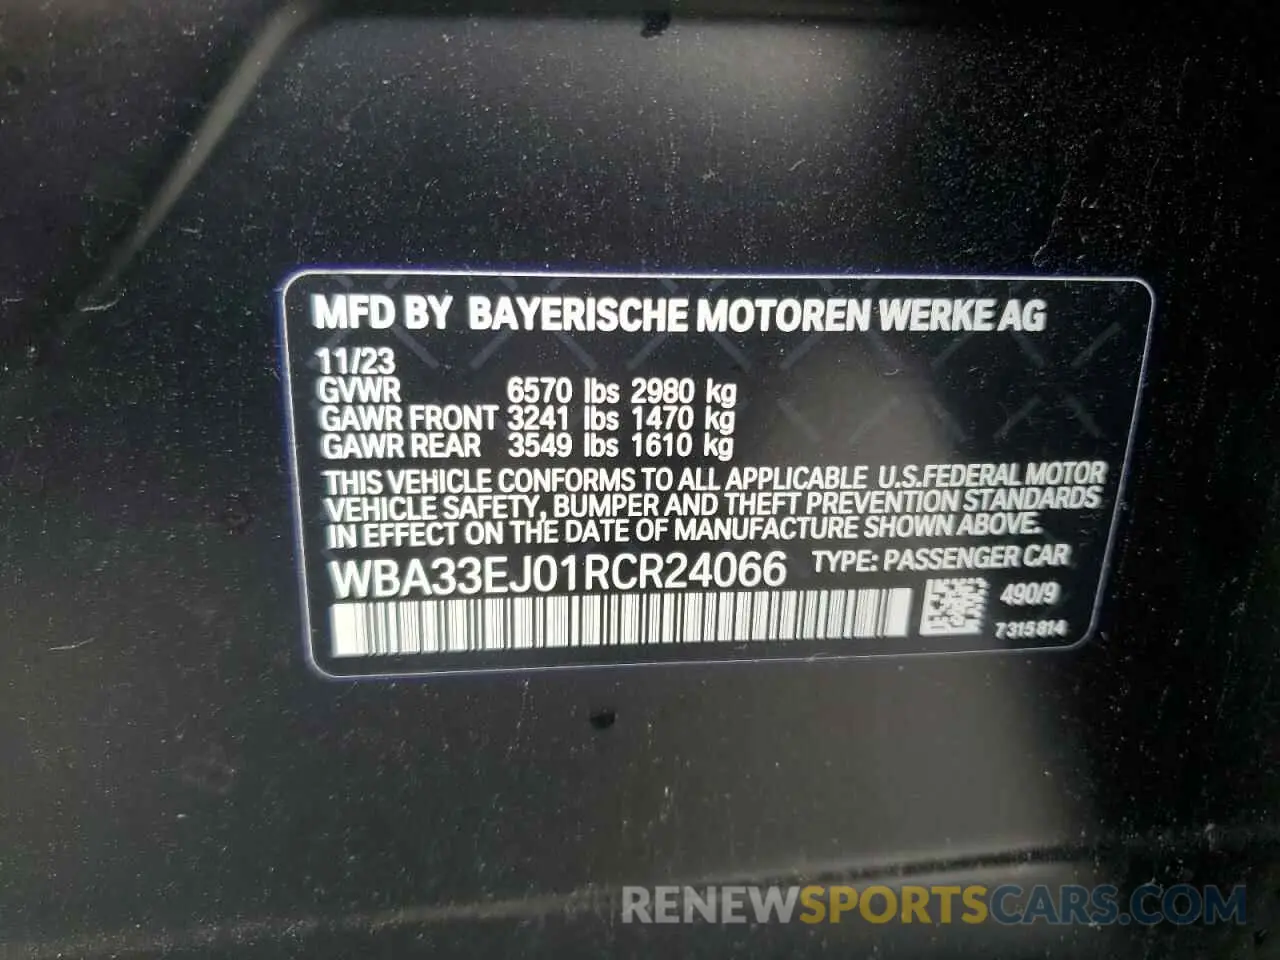 MFD BY BAYERISCHE MOTOREN WERKE AG
11/23
GVWR 6570 lbs 2980 kg
GAWR FRONT 3241 lbs 1470 kg
GAWR REAR 3549 lbs 1610 kg
THIS VEHICLE CONFORMS TO ALL APPLICABLE U.S.FEDERAL MOTOR
VEHICLE SAFETY, BUMPER AND THEFT PREVENTION STANDARDS
IN EFFECT ON THE DATE OF MANUFACTURE SHOWN ABOVE.
WBA33EJ01RCR24066 TYPE: PASSENGER CAR
490/9
7315814
RENEWSPORTSCARS.COM